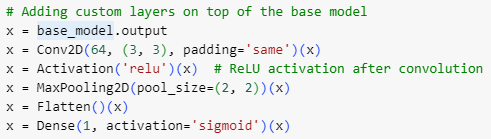 # Adding custom layers on top of the base model
x = base_model.output
x = Conv2D(64, (3, 3), padding='same')(x)
x = Activation('relu')(x)  # ReLU activation after convolution
x = MaxPooling2D(pool_size=(2, 2))(x)
x = Flatten()(x)
x = Dense(1, activation='sigmoid')(x)